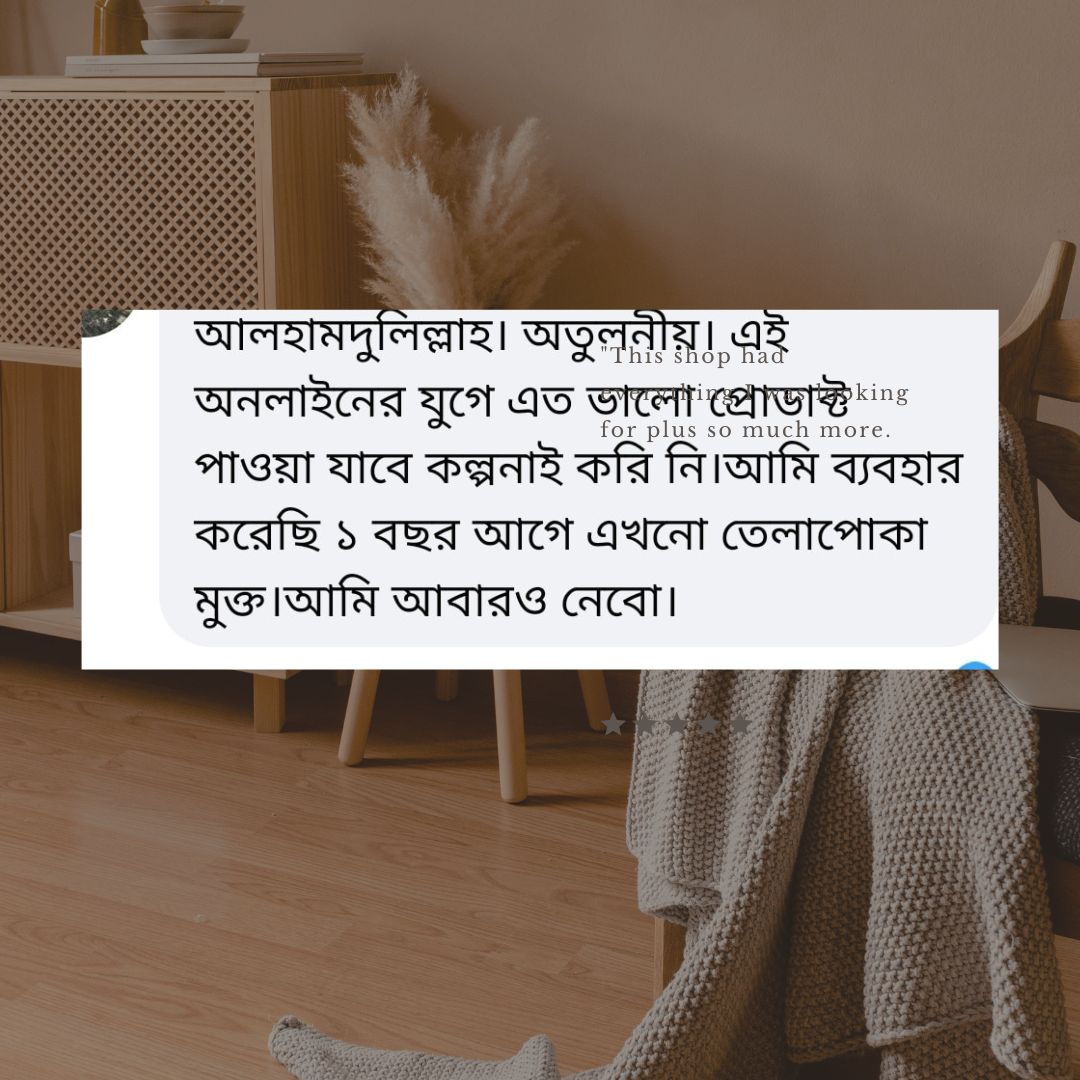 আলহামদুলিল্লাহ। অতুলনীয়। এই
অনলাইনের যুগে এত ভালো প্রোডাক্ট
পাওয়া যাবে কল্পনাই করি নি।আমি ব্যবহার
করেছি ১ বছর আগে এখনো তেলাপোকা
মুক্ত।আমি আবারও নেবো।
"This shop had
everything I was looking
for plus so much more.